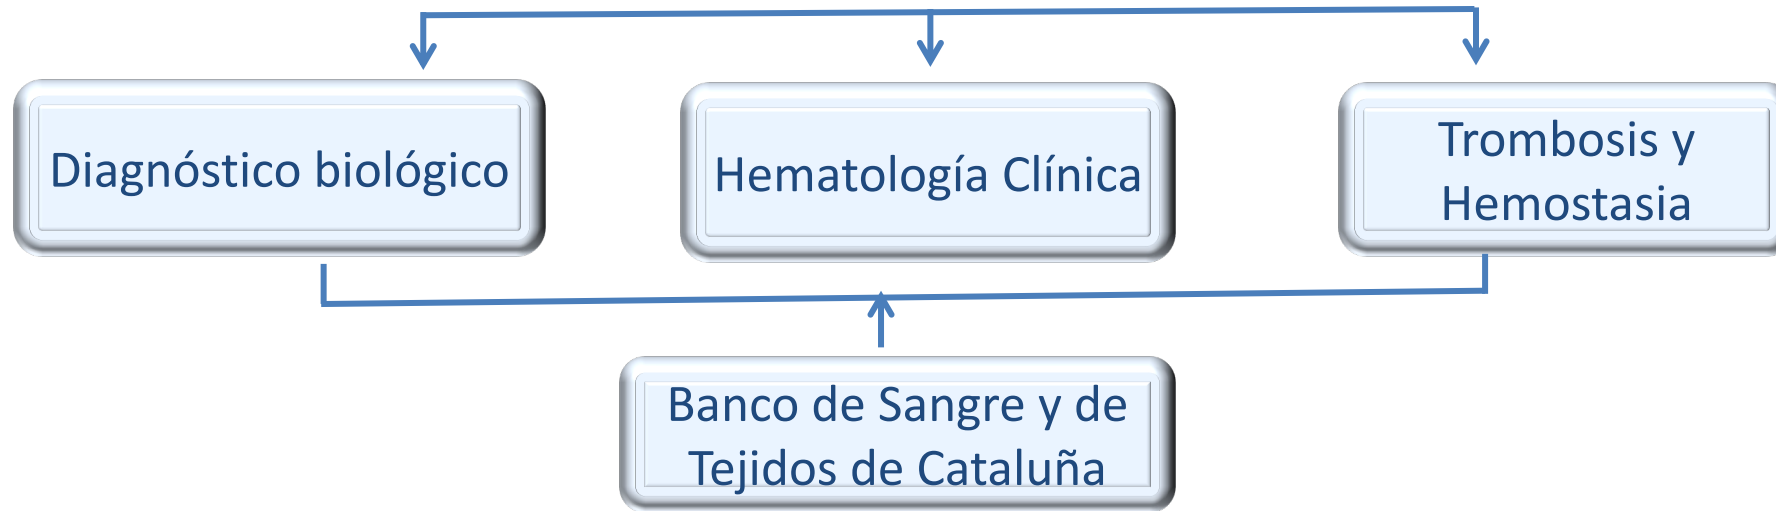 Diagnóstico biológico
Hematología Clínica
Trombosis y
Hemostasia
Banco de Sangre y de
Tejidos de Cataluña